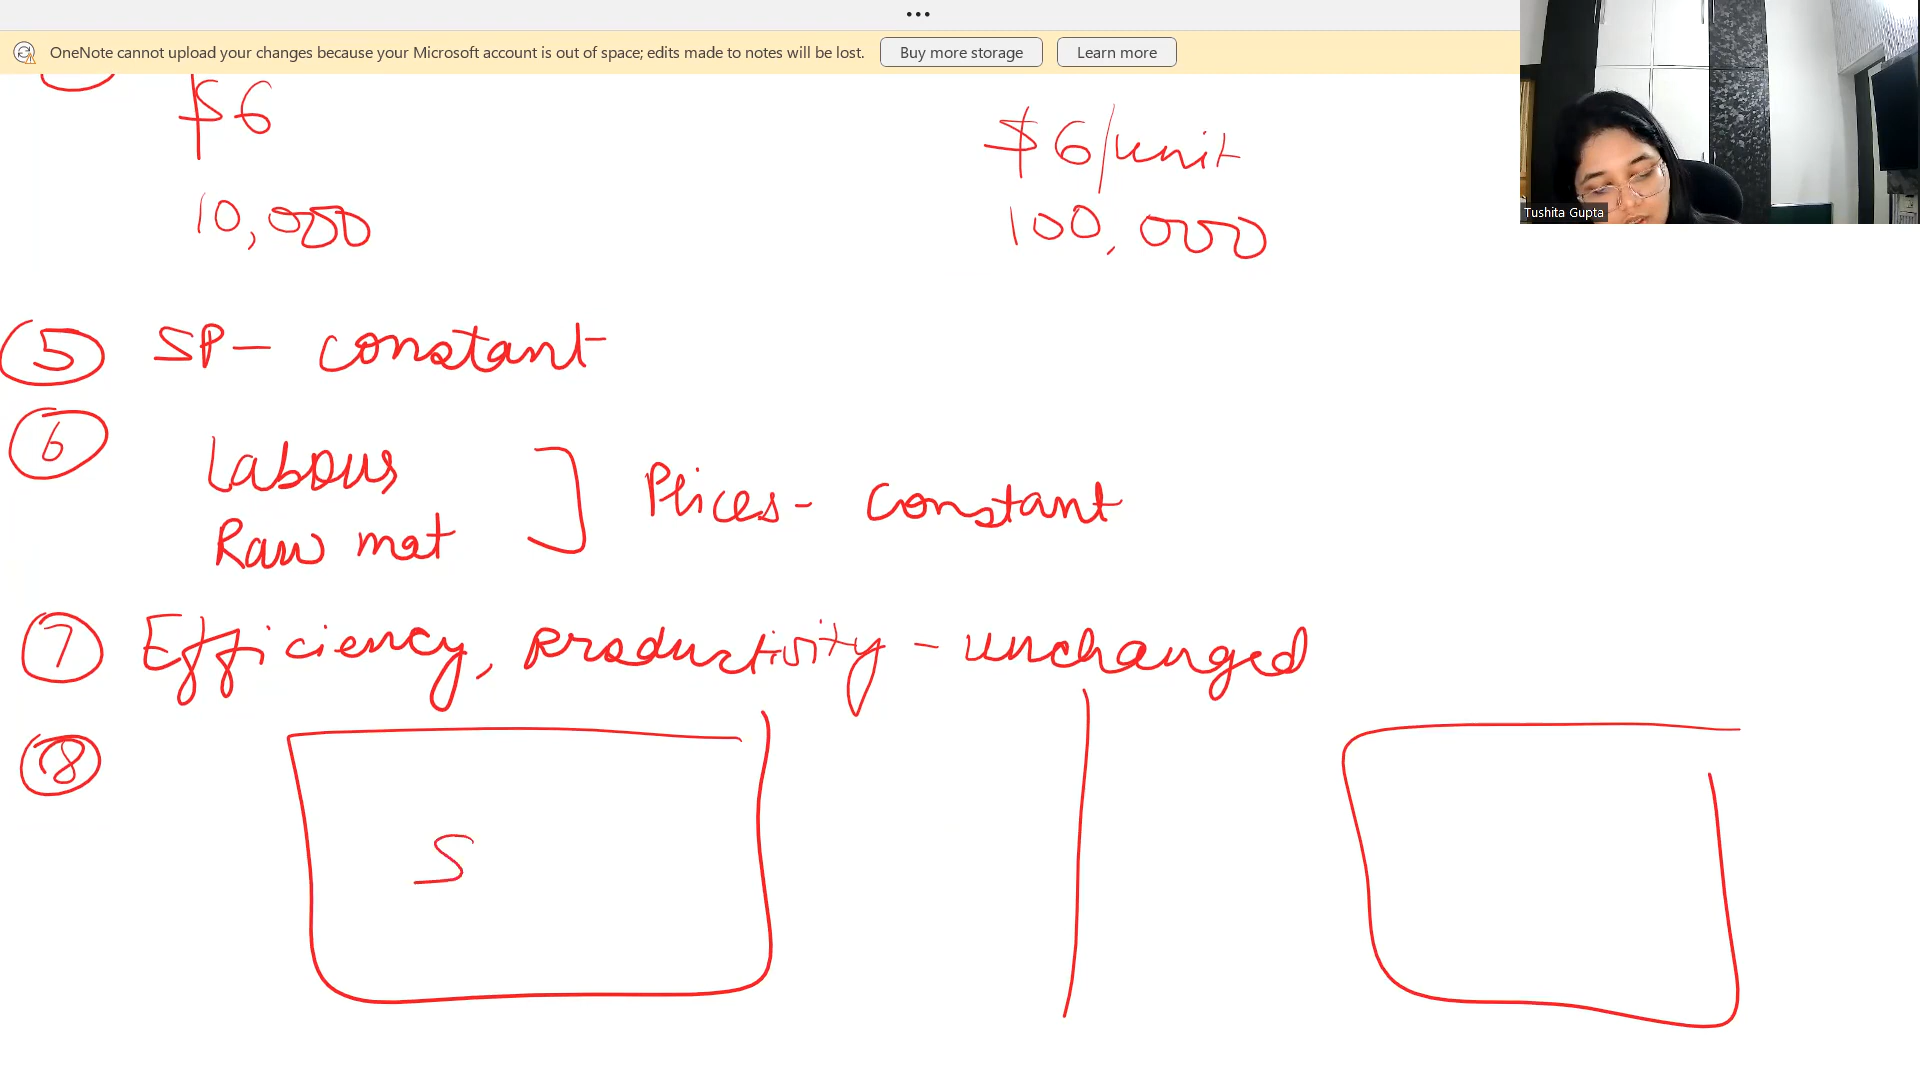 •••
OneNote cannot upload your changes because your Microsoft account is out of space; edits made to notes will be lost. Buy more storage Learn more
Tushita Gupta
$6
$6/unit
10,000
100,000
5 SP - constant
6 Labour
Raw mat
Prices - constant
7 Efficiency, productivity - unchanged
8
S